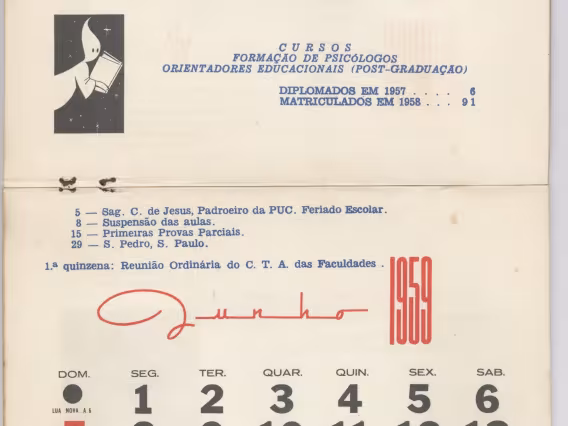 CURSOS
FORMAÇÃO DE PSICÓLOGOS
ORIENTADORES EDUCACIONAIS (POST-GRADUAÇÃO)
DIPLOMADOS EM 1957 . . . . 6
MATRICULADOS EM 1958 . . . 91
5 — Sag. C. de Jesus, Padroeiro da PUC. Feriado Escolar.
8 — Suspensão das aulas.
15 — Primeiras Provas Parciais.
29 — S. Pedro, S. Paulo.
1.ª quinzena: Reunião Ordinária do C. T. A. das Faculdades .
Junho 1959
DOM. SEG. TER. QUAR. QUIN. SEX. SAB.
1 2 3 4 5 6
LUA NOVA A 6